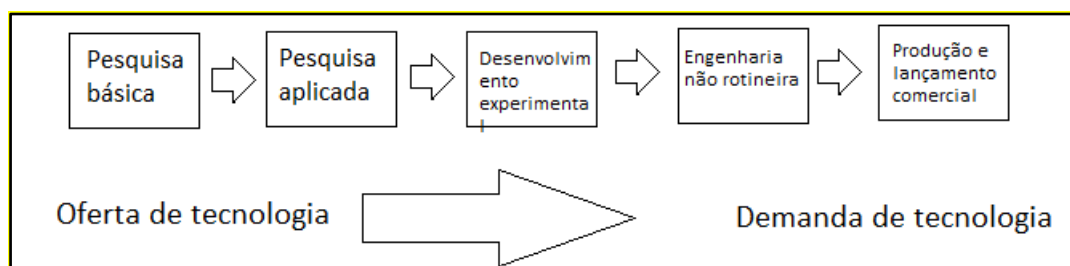 Pesquisa
básica
Pesquisa
aplicada
Desenvolvim
ento
experimenta
l
Engenharia
não rotineira
Produção e
lançamento
comercial
Oferta de tecnologia
Demanda de tecnologia